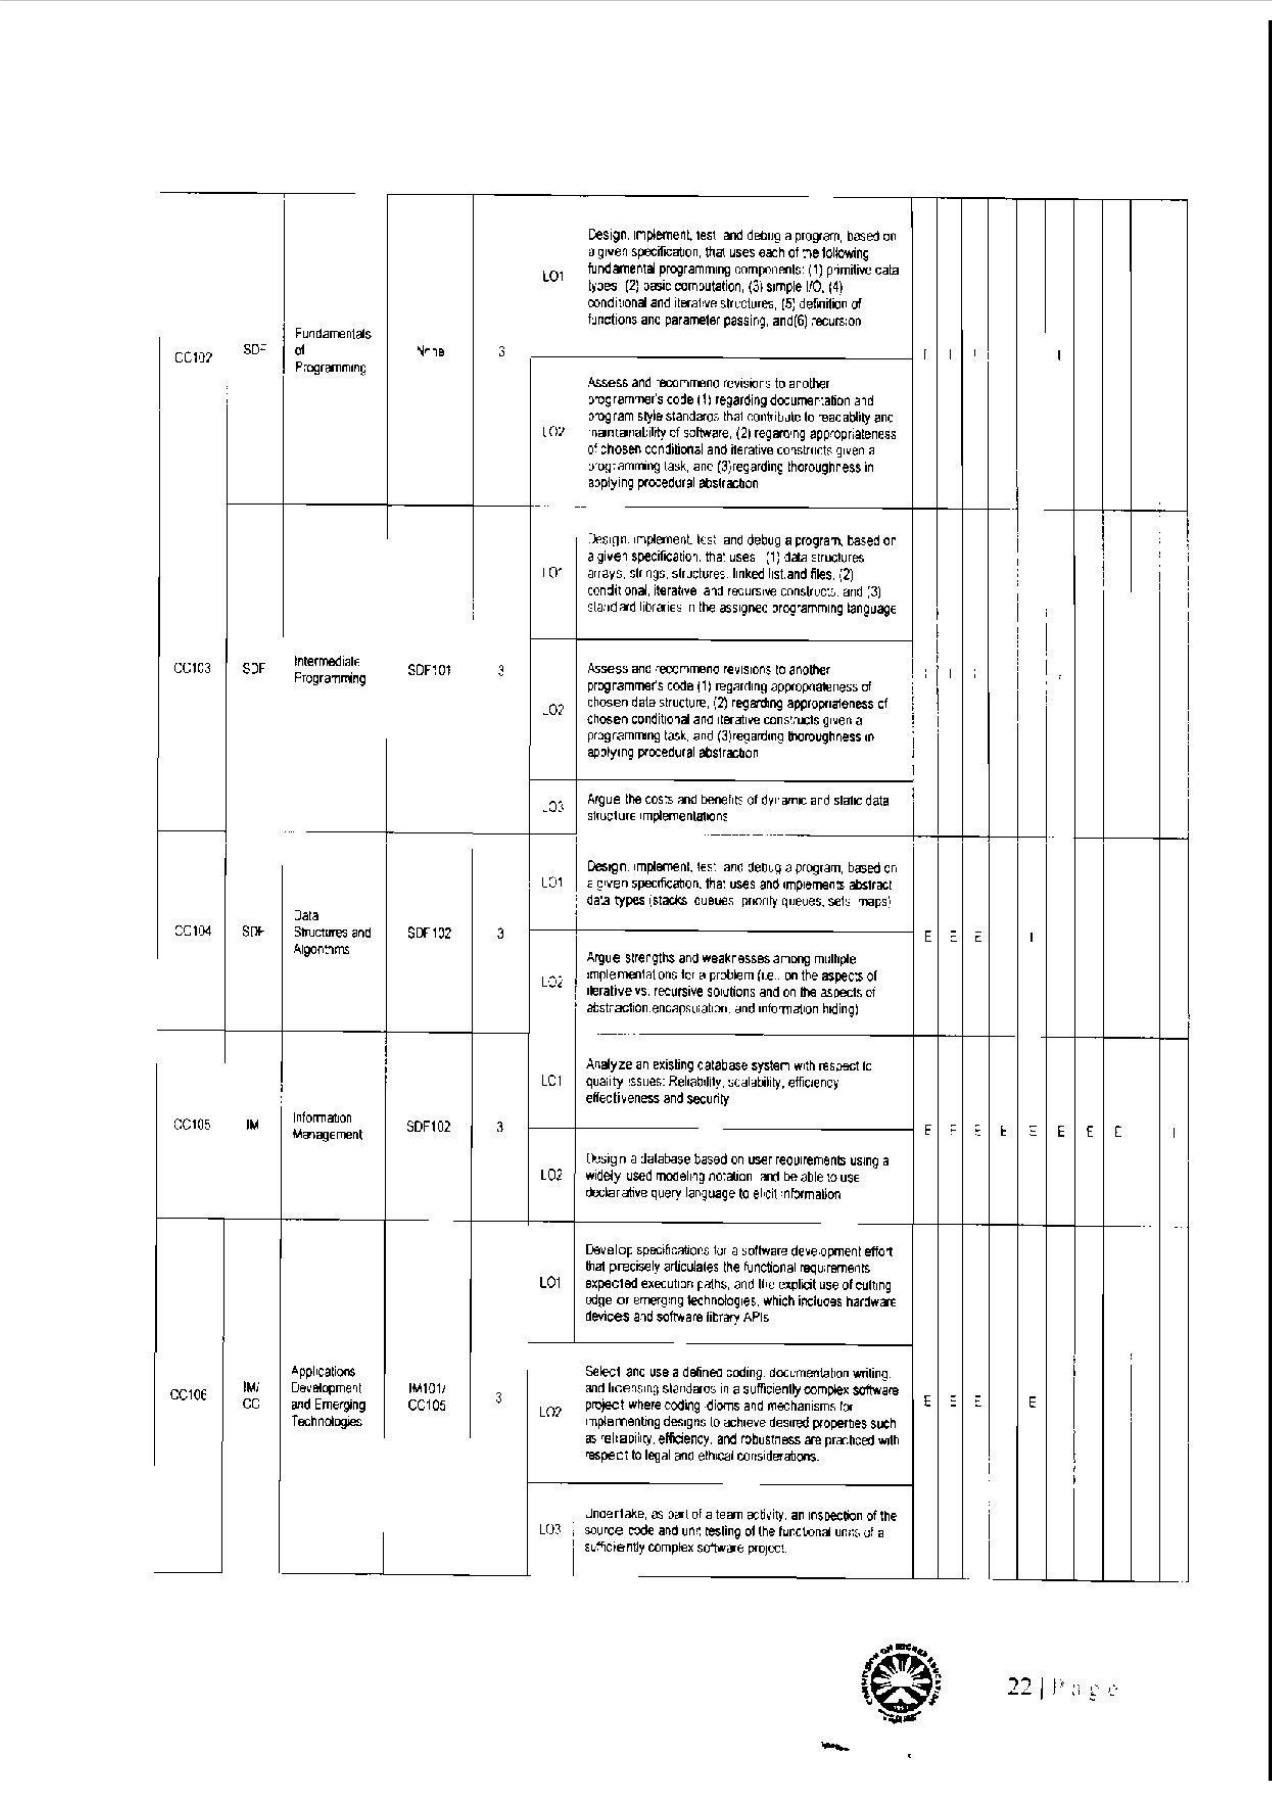 Design, implement, test and debug a program, based on
a given specification, that uses each of the following
fundamental programming components: (1) primitive data
types (2) basic computation, (3) simple I/O, (4)
conditional and iterative structures, (5) definition of
functions and parameter passing, and(6) recursion
LO1
CC102
SDF
Fundamentals
of
Programming
None
3
I I I I
Assess and recommend revisions to another
programmer's code (1) regarding documentation and
program style standards that contribute to readability and
maintainability of software, (2) regarding appropriateness
of chosen conditional and iterative constructs given a
programming task, and (3)regarding thoroughness in
applying procedural abstraction
LO2
Design, implement, test and debug a program, based on
a given specification, that uses (1) data structures
arrays, strings, structures, linked list and files, (2)
conditional, iterative and recursive constructs, and (3)
standard libraries in the assigned programming language
LO1
CC103
SDF
Intermediate
Programming
SDF101
3
Assess and recommend revisions to another
programmer's code (1) regarding appropriateness of
chosen data structure, (2) regarding appropriateness of
chosen conditional and iterative constructs given a
programming task, and (3)regarding thoroughness in
applying procedural abstraction
LO2
LO3
Argue the costs and benefits of dynamic and static data
structure implementations
Design, implement, test and debug a program, based on
a given specification, that uses and implements abstract
data types (stacks, queues, priority queues, sets, maps)
LO1
CC104
SDF
Data
Structures and
Algorithms
SDF102
3
E E E I
Argue strengths and weaknesses among multiple
implementations for a problem (i.e., on the aspects of
iterative vs. recursive solutions and on the aspects of
abstraction,encapsulation, and information hiding)
LO2
Analyze an existing database system with respect to
quality issues: Reliability, scalability, efficiency
effectiveness and security
LO1
CC105
IM
Information
Management
SDF102
3
E E E E E E E E I
Design a database based on user requirements using a
widely used modeling notation and be able to use
declarative query language to elicit information
LO2
Develop specifications for a software development effort
that precisely articulates the functional requirements
expected execution paths, and the explicit use of cutting
edge or emerging technologies, which includes hardware
devices and software library APIs
LO1
CC106
IM/
CC
Applications
Development
and Emerging
Technologies
IM101/
CC105
3
E E E E
Select and use a defined coding, documentation writing,
and licensing standards in a sufficiently complex software
project where coding idioms and mechanisms for
implementing designs to achieve desired properties such
as reliability, efficiency, and robustness are practiced with
respect to legal and ethical considerations.
LO2
LO3
Undertake, as part of a team activity, an inspection of the
source code and unit testing of the functional units of a
sufficiently complex software project.
COMMISSION ON HIGHER EDUCATION
22 | Page